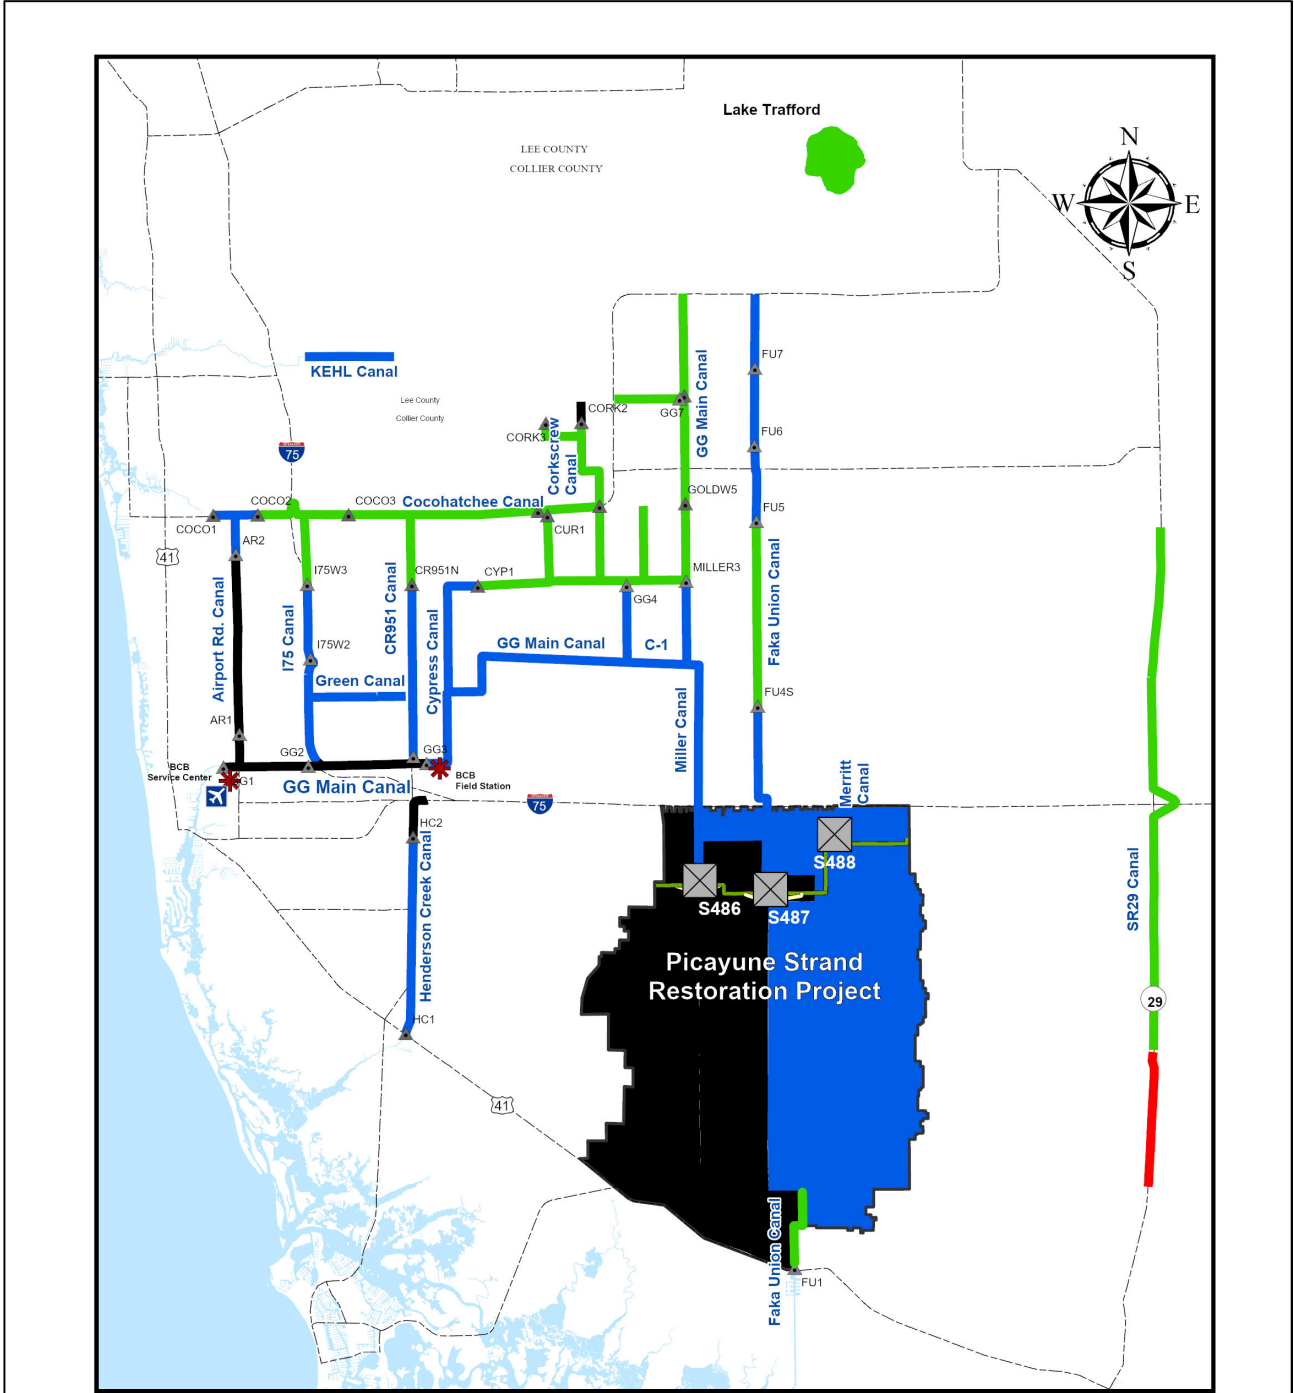 Lake Trafford
LEE COUNTY
COLLIER COUNTY
N
W
E
S
KEHL Canal
Lee County
Collier County
75
CORK2
CORK3
Corkscrew
Canal
GG7
GG Main Canal
FU7
FU6
FU5
GOLDW5
COCO1
COCO2
COCO3
Cocohatchee Canal
CUR1
41
AR2
I75W3
CR951N
CYP1
GG4
MILLER3
Airport Rd. Canal
I75 Canal
I75W2
Green Canal
CR951 Canal
Cypress Canal
GG Main Canal
C-1
Faka Union Canal
FU4S
Miller Canal
AR1
GG2
GG3
BCB
Service Center
G1
GG Main Canal
BCB
Field Station
75
Merritt
Canal
HC2
Henderson Creek Canal
HC1
S488
S486
S487
Picayune Strand
Restoration Project
SR29 Canal
29
41
Faka Union Canal
FU1